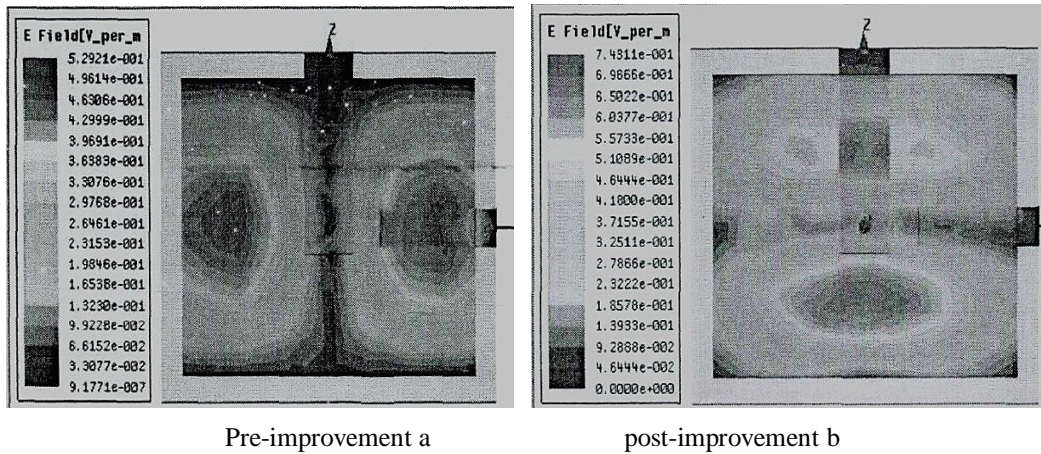 E Field[V_per_m
5.2921e-001
4.9614e-001
4.6306e-001
4.2999e-001
3.9691e-001
3.6383e-001
3.3076e-001
2.9768e-001
2.6461e-001
2.3153e-001
1.9846e-001
1.6538e-001
1.3230e-001
9.9228e-002
6.6152e-002
3.3077e-002
9.1771e-007
Z
E Field[V_per_m
7.4311e-001
6.9666e-001
6.5022e-001
6.0377e-001
5.5733e-001
5.1089e-001
4.6444e-001
4.1800e-001
3.7155e-001
3.2511e-001
2.7866e-001
2.3222e-001
1.8578e-001
1.3933e-001
9.2888e-002
4.6444e-002
0.0000e+000
Z
Pre-improvement a
post-improvement b